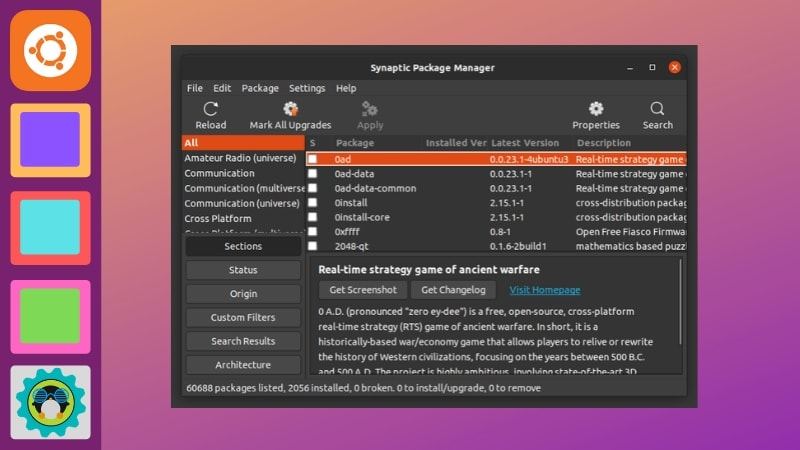 Synaptic Package Manager
File Edit Package Settings Help
Reload Mark All Upgrades Apply Properties Search
All
Amateur Radio (universe)
Communication
Communication (multiverse
Communication (universe)
Cross Platform
S Package Installed Ver Latest Version Description
0ad 0.0.23.1-4ubuntu3 Real-time strategy game
0ad-data 0.0.23.1-1 Real-time strategy game
0ad-data-common 0.0.23.1-1 Real-time strategy game
0install 2.15.1-1 cross-distribution packag
0install-core 2.15.1-1 cross-distribution packag
0xffff 0.8-1 Open Free Fiasco Firmwar
2048-qt 0.1.6-2build1 mathematics based puzzl
Sections
Status
Origin
Custom Filters
Search Results
Architecture
Real-time strategy game of ancient warfare
Get Screenshot Get Changelog Visit Homepage
0 A.D. (pronounced "zero ey-dee") is a free, open-source, cross-platform
real-time strategy (RTS) game of ancient warfare. In short, it is a
historically-based war/economy game that allows players to relive or rewrite
the history of Western civilizations, focusing on the years between 500 B.C.
and 500 A.D. The project is highly ambitious, involving state-of-the-art 3D
60688 packages listed, 2056 installed, 0 broken. 0 to install/upgrade, 0 to remove